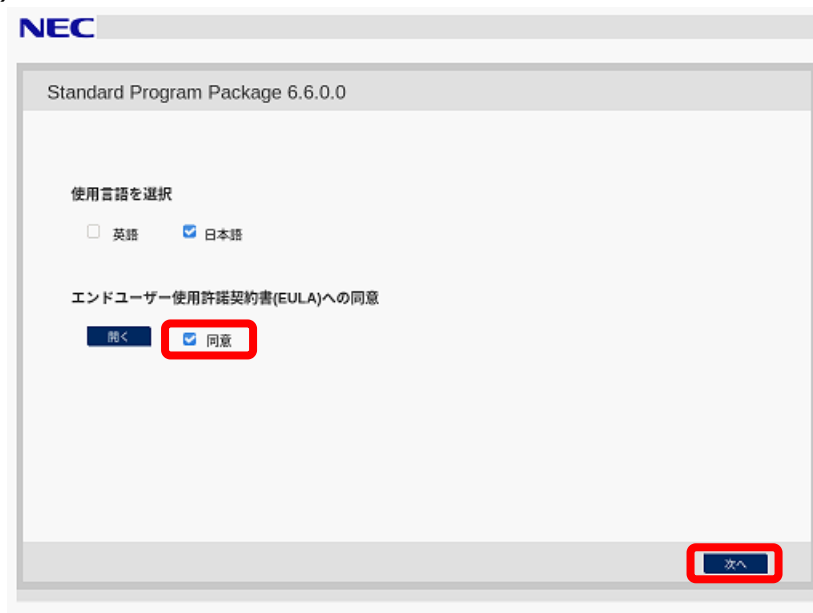 NEC
Standard Program Package 6.6.0.0
使用言語を選択
英語 日本語
エンドユーザー使用許諾契約書(EULA)への同意
開く 同意
次へ